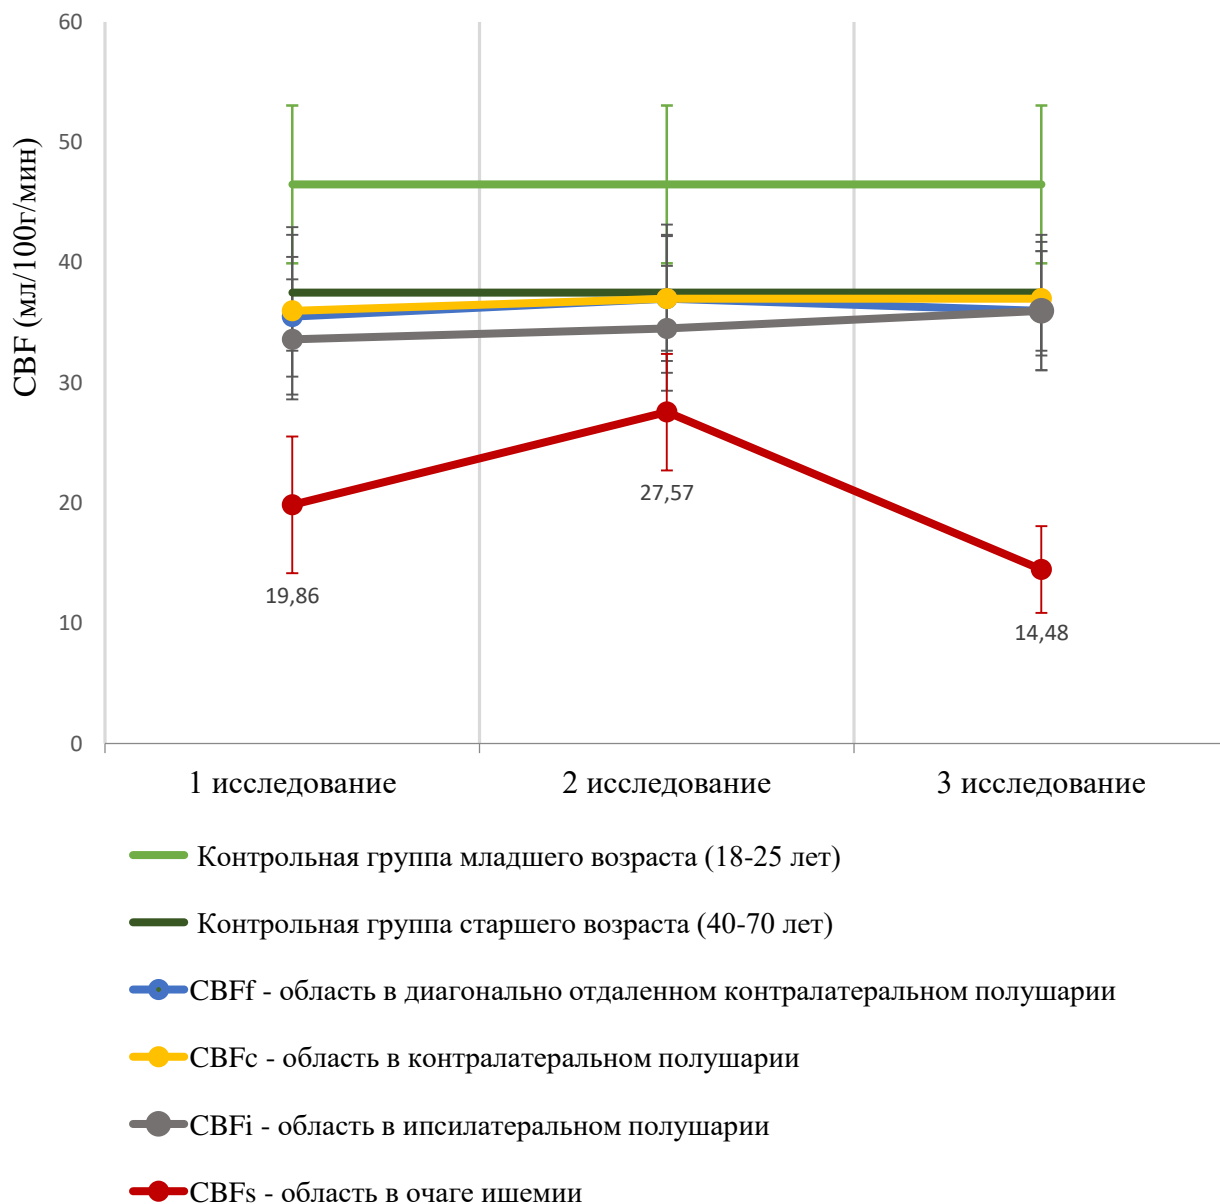 60
50
40
30
20
10
0
CBF (мл/100г/мин)
19,86
27,57
14,48
1 исследование
2 исследование
3 исследование
Контрольная группа младшего возраста (18-25 лет)
Контрольная группа старшего возраста (40-70 лет)
CBFf - область в диагонально отдаленном контралатеральном полушарии
CBFc - область в контралатеральном полушарии
CBFi - область в ипсилатеральном полушарии
CBFs - область в очаге ишемии